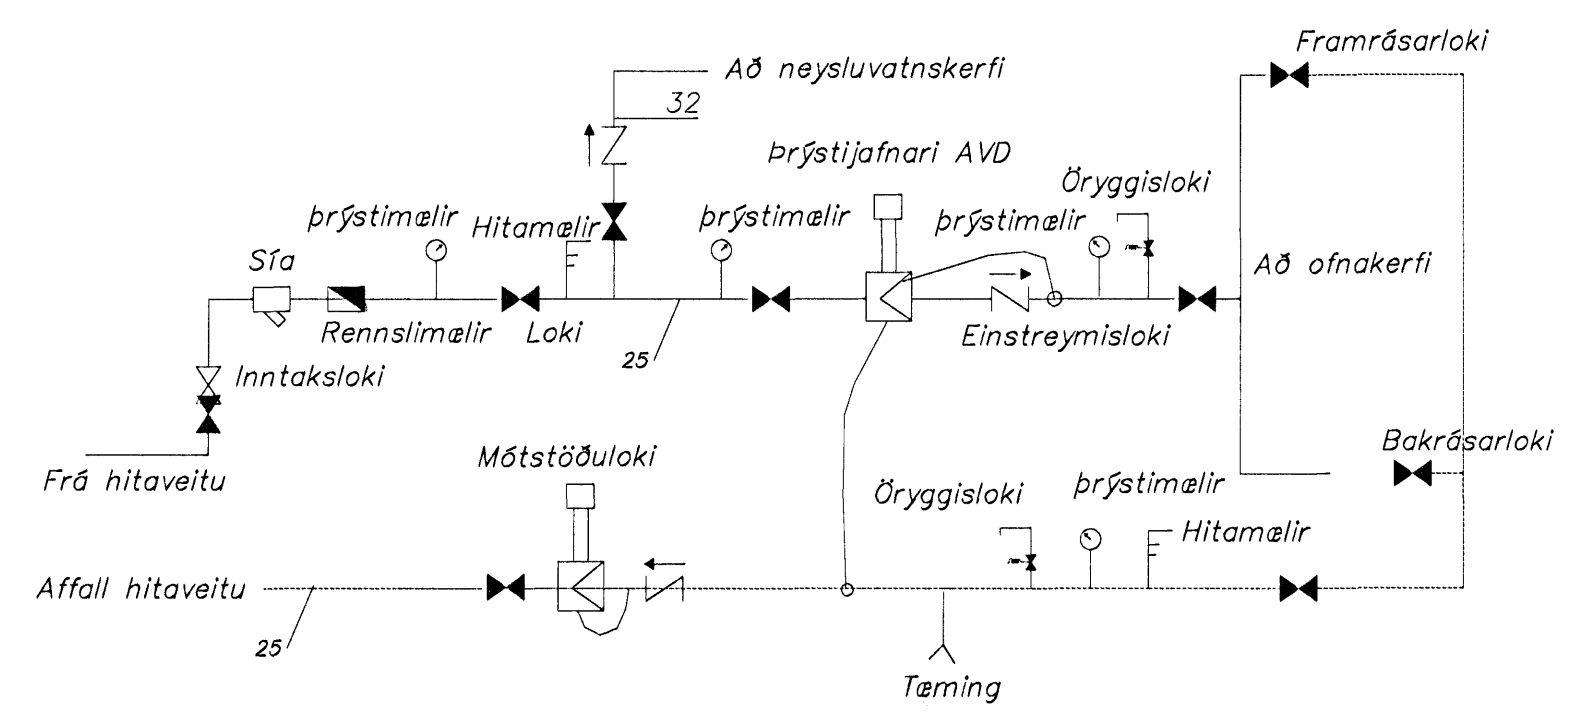 Framrásarloki
Að neysluvatnskerfi
32
Þrýstijafnari AVD
Öryggisloki
þrýstimælir
Hitamælir
þrýstimælir
þrýstimælir
Sía
Að ofnakerfi
Rennslimælir
Loki
25
Einstreymisloki
Inntaksloki
Bakrásarloki
Mótstöðuloki
Frá hitaveitu
Öryggisloki
þrýstimælir
Hitamælir
Affall hitaveitu
25
Tæming